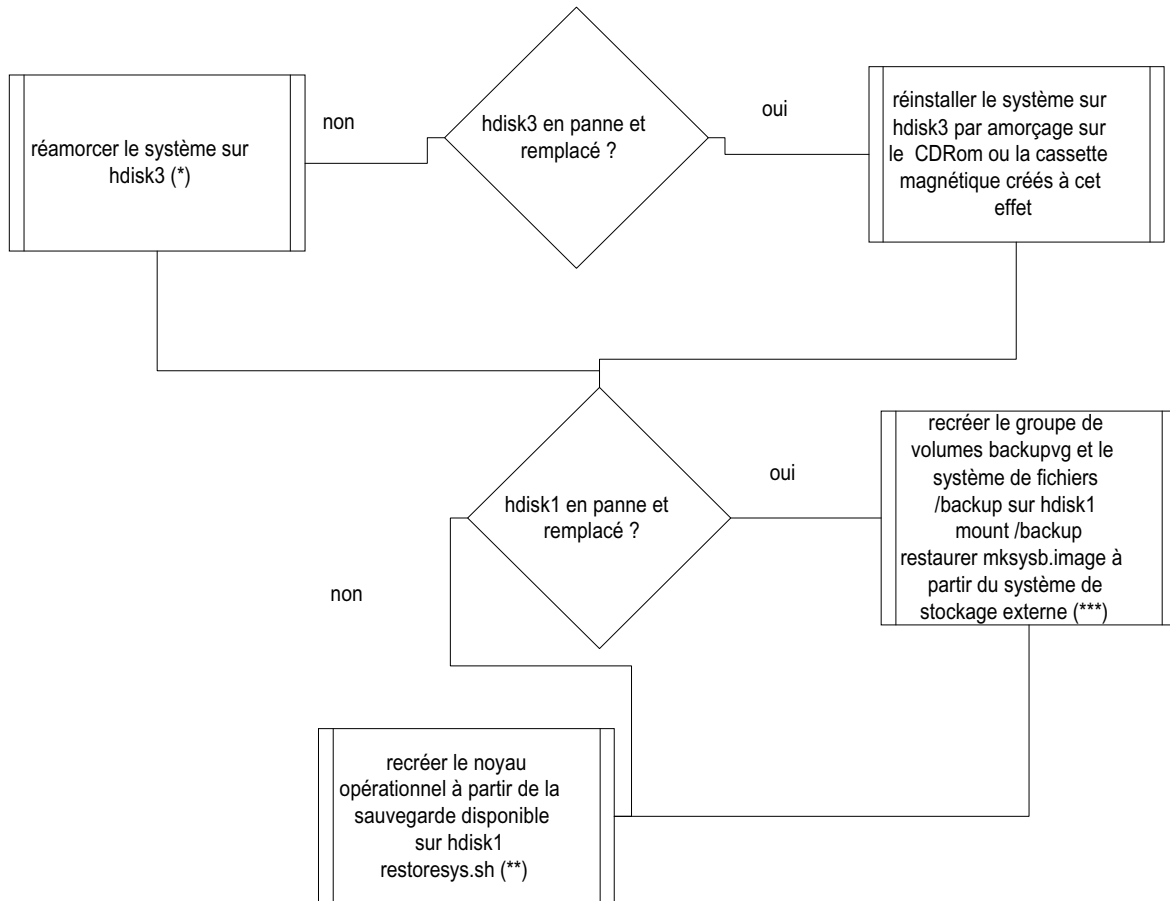 hdisk3 en panne et
remplacé ?
non
oui
réamorcer le système sur
hdisk3 (*)
réinstaller le système sur
hdisk3 par amorçage sur
le CDRom ou la cassette
magnétique créés à cet
effet
hdisk1 en panne et
remplacé ?
oui
non
recréer le groupe de
volumes backupvg et le
système de fichiers
/backup sur hdisk1
mount /backup
restaurer mksysb.image à
partir du système de
stockage externe (***)
recréer le noyau
opérationnel à partir de la
sauvegarde disponible
sur hdisk1
restoresys.sh (**)